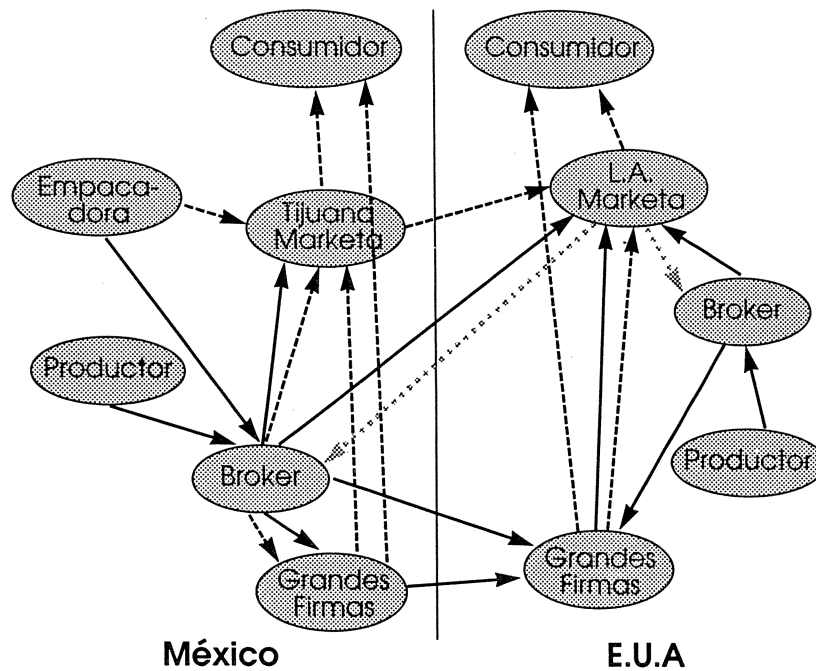 Consumidor
Consumidor
Empaca-
dora
Tijuana
Marketa
L.A.
Marketa
Broker
Productor
Broker
Productor
Grandes
Firmas
Grandes
Firmas
México
E.U.A